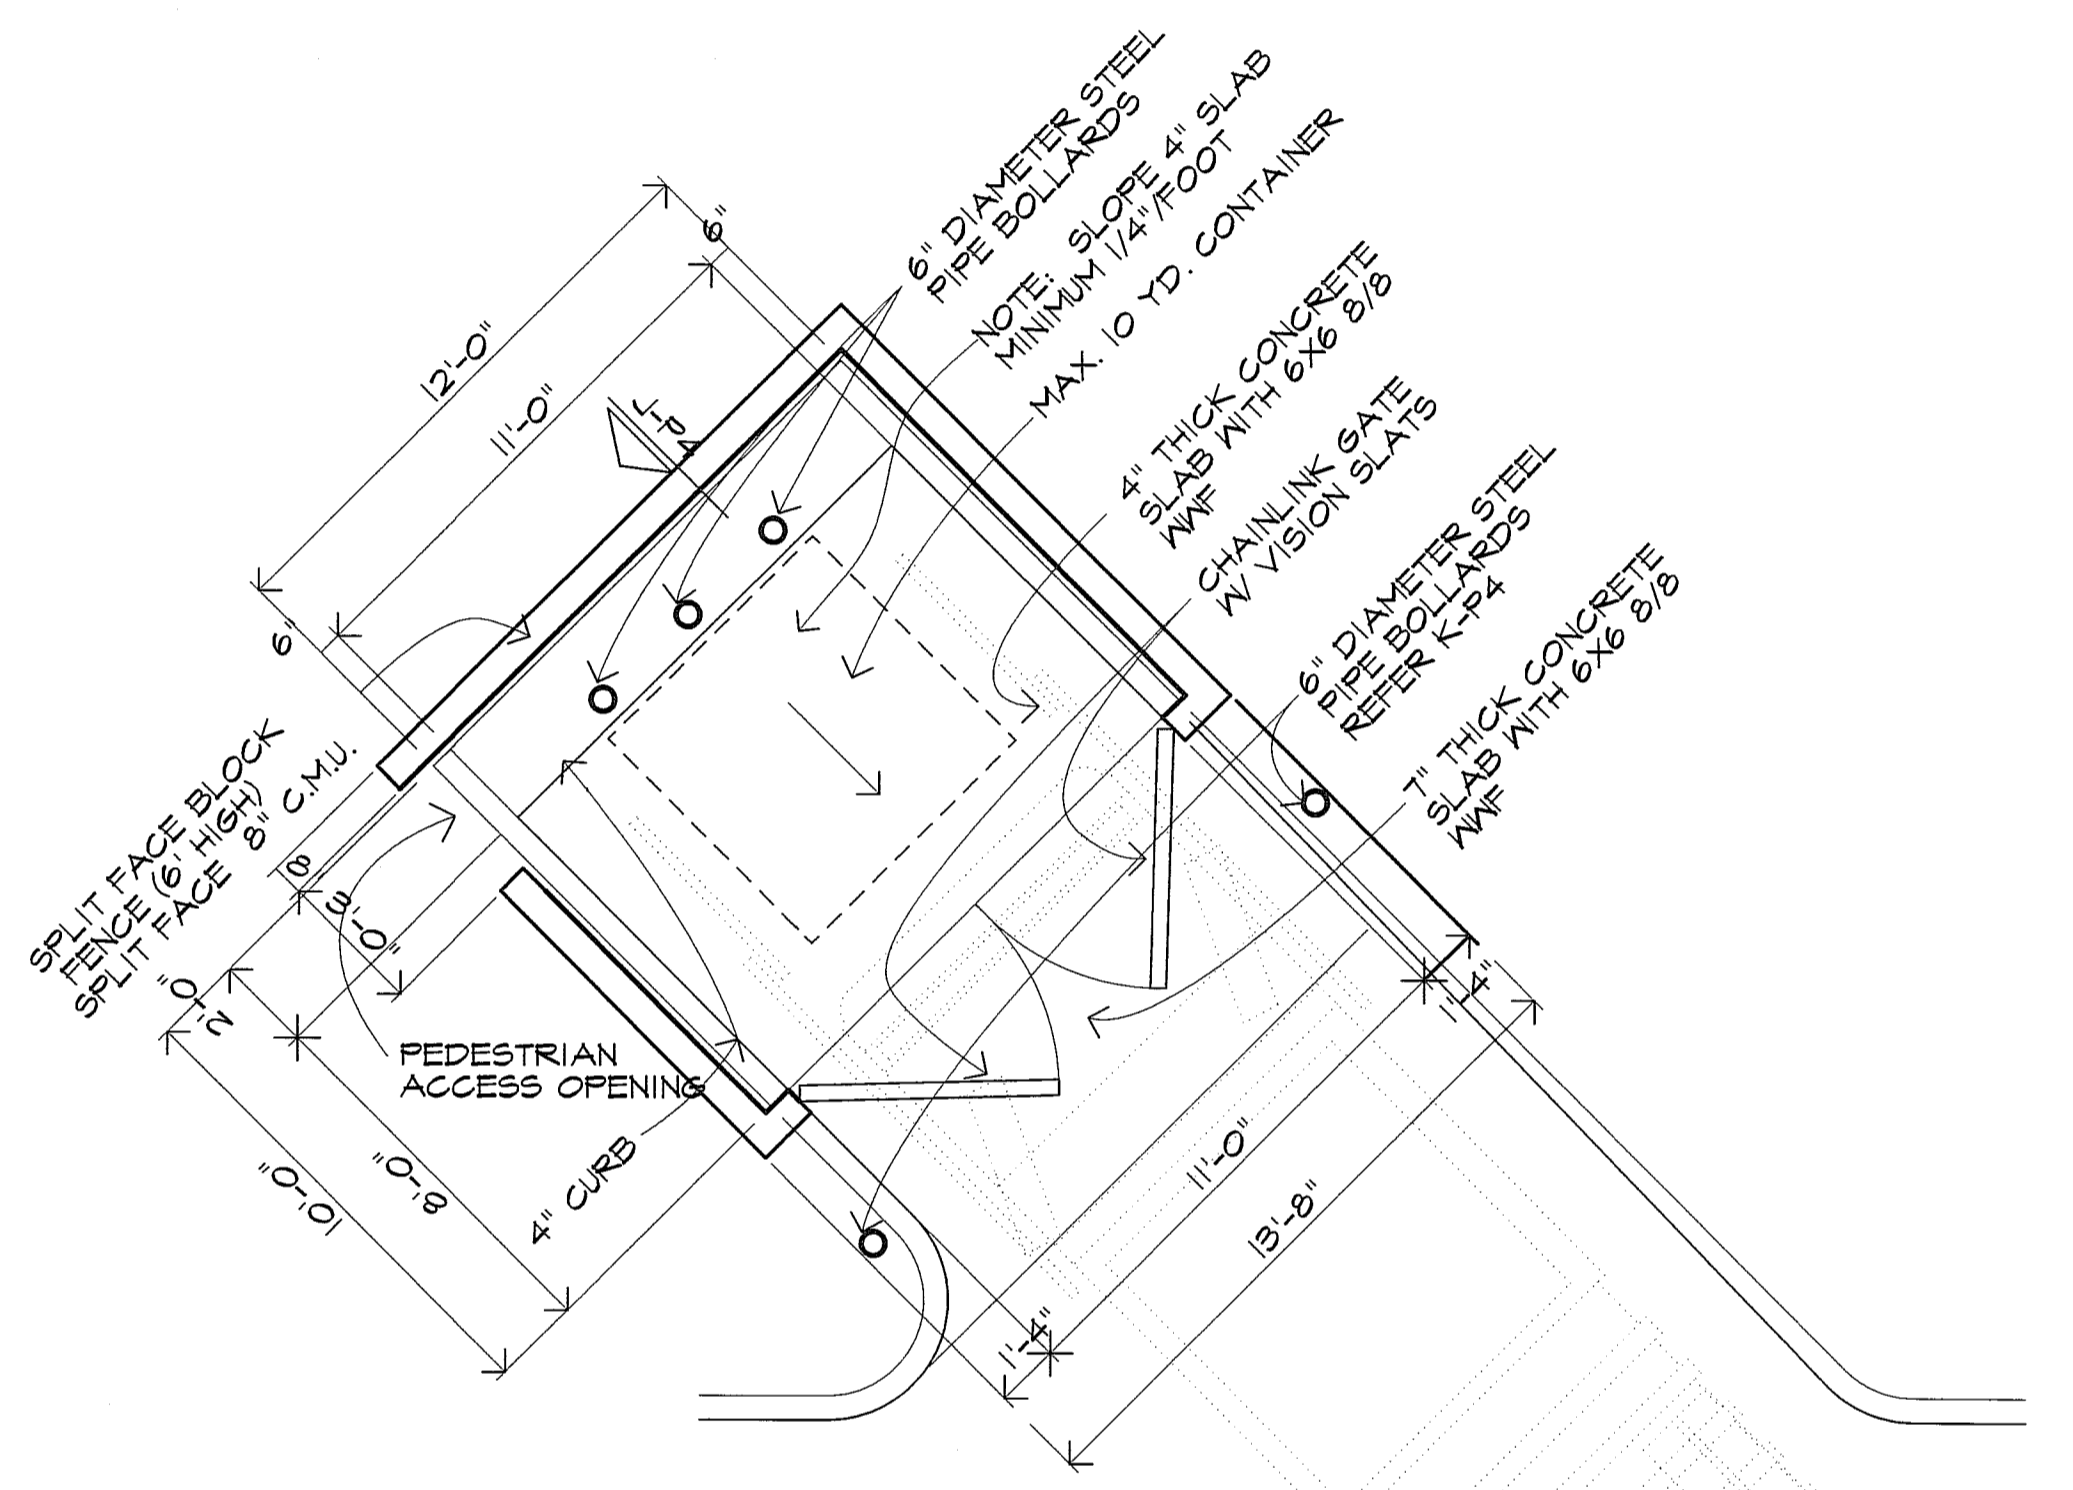 6" DIAMETER STEEL
PIPE BOLLARDS
NOTE: SLOPE 4" SLAB
MINIMUM 1/4"/FOOT
MAX. 10 YD. CONTAINER
4" THICK CONCRETE
SLAB WITH 6X6 8/8
WWF
CHAINLINK GATE
W/ VISION SLATS
6" DIAMETER STEEL
PIPE BOLLARDS
REFER K-P4
7" THICK CONCRETE
SLAB WITH 6X6 8/8
WWF
12'-0"
6"
11'-0"
6"
J-P4
SPLIT FACE BLOCK
FENCE (6' HIGH)
SPLIT FACE 8" C.M.U.
8"
3'-0"
2'-0"
PEDESTRIAN
ACCESS OPENING
8'-0"
10'-0"
4" CURB
1'-4"
11'-0"
13'-8"
1'-4"